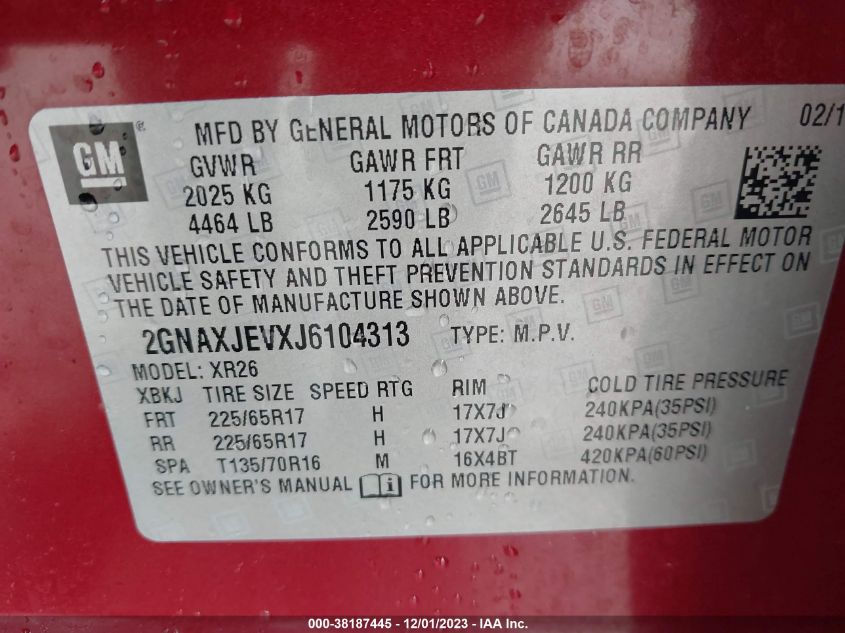 GM
®
MFD BY GENERAL MOTORS OF CANADA COMPANY 02/1
GVWR GAWR FRT GAWR RR
2025 KG 1175 KG 1200 KG
4464 LB 2590 LB 2645 LB
THIS VEHICLE CONFORMS TO ALL APPLICABLE U.S. FEDERAL MOTOR
VEHICLE SAFETY AND THEFT PREVENTION STANDARDS IN EFFECT ON
THE DATE OF MANUFACTURE SHOWN ABOVE.
2GNAXJEVXJ6104313 TYPE: M.P.V.
MODEL: XR26
XBKJ TIRE SIZE SPEED RTG RIM COLD TIRE PRESSURE
FRT 225/65R17 H 17X7J 240KPA(35PSI)
RR 225/65R17 H 17X7J 240KPA(35PSI)
SPA T135/70R16 M 16X4BT 420KPA(60PSI)
SEE OWNER'S MANUAL i FOR MORE INFORMATION.
000-38187445 - 12/01/2023 - IAA Inc.